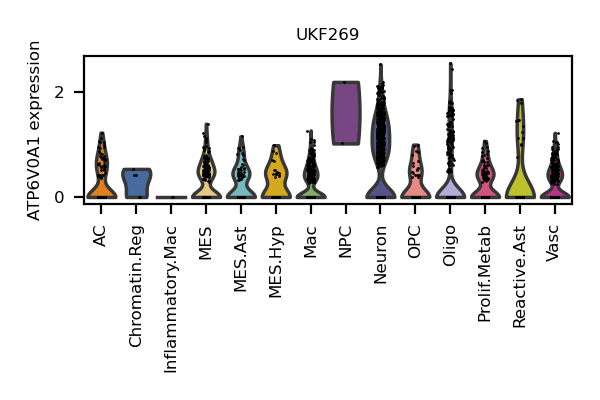 UKF269
ATP6V0A1 expression
2
0
AC
Chromatin.Reg
Inflammatory.Mac
MES
MES.Ast
MES.Hyp
Mac
NPC
Neuron
OPC
Oligo
Prolif.Metab
Reactive.Ast
Vasc